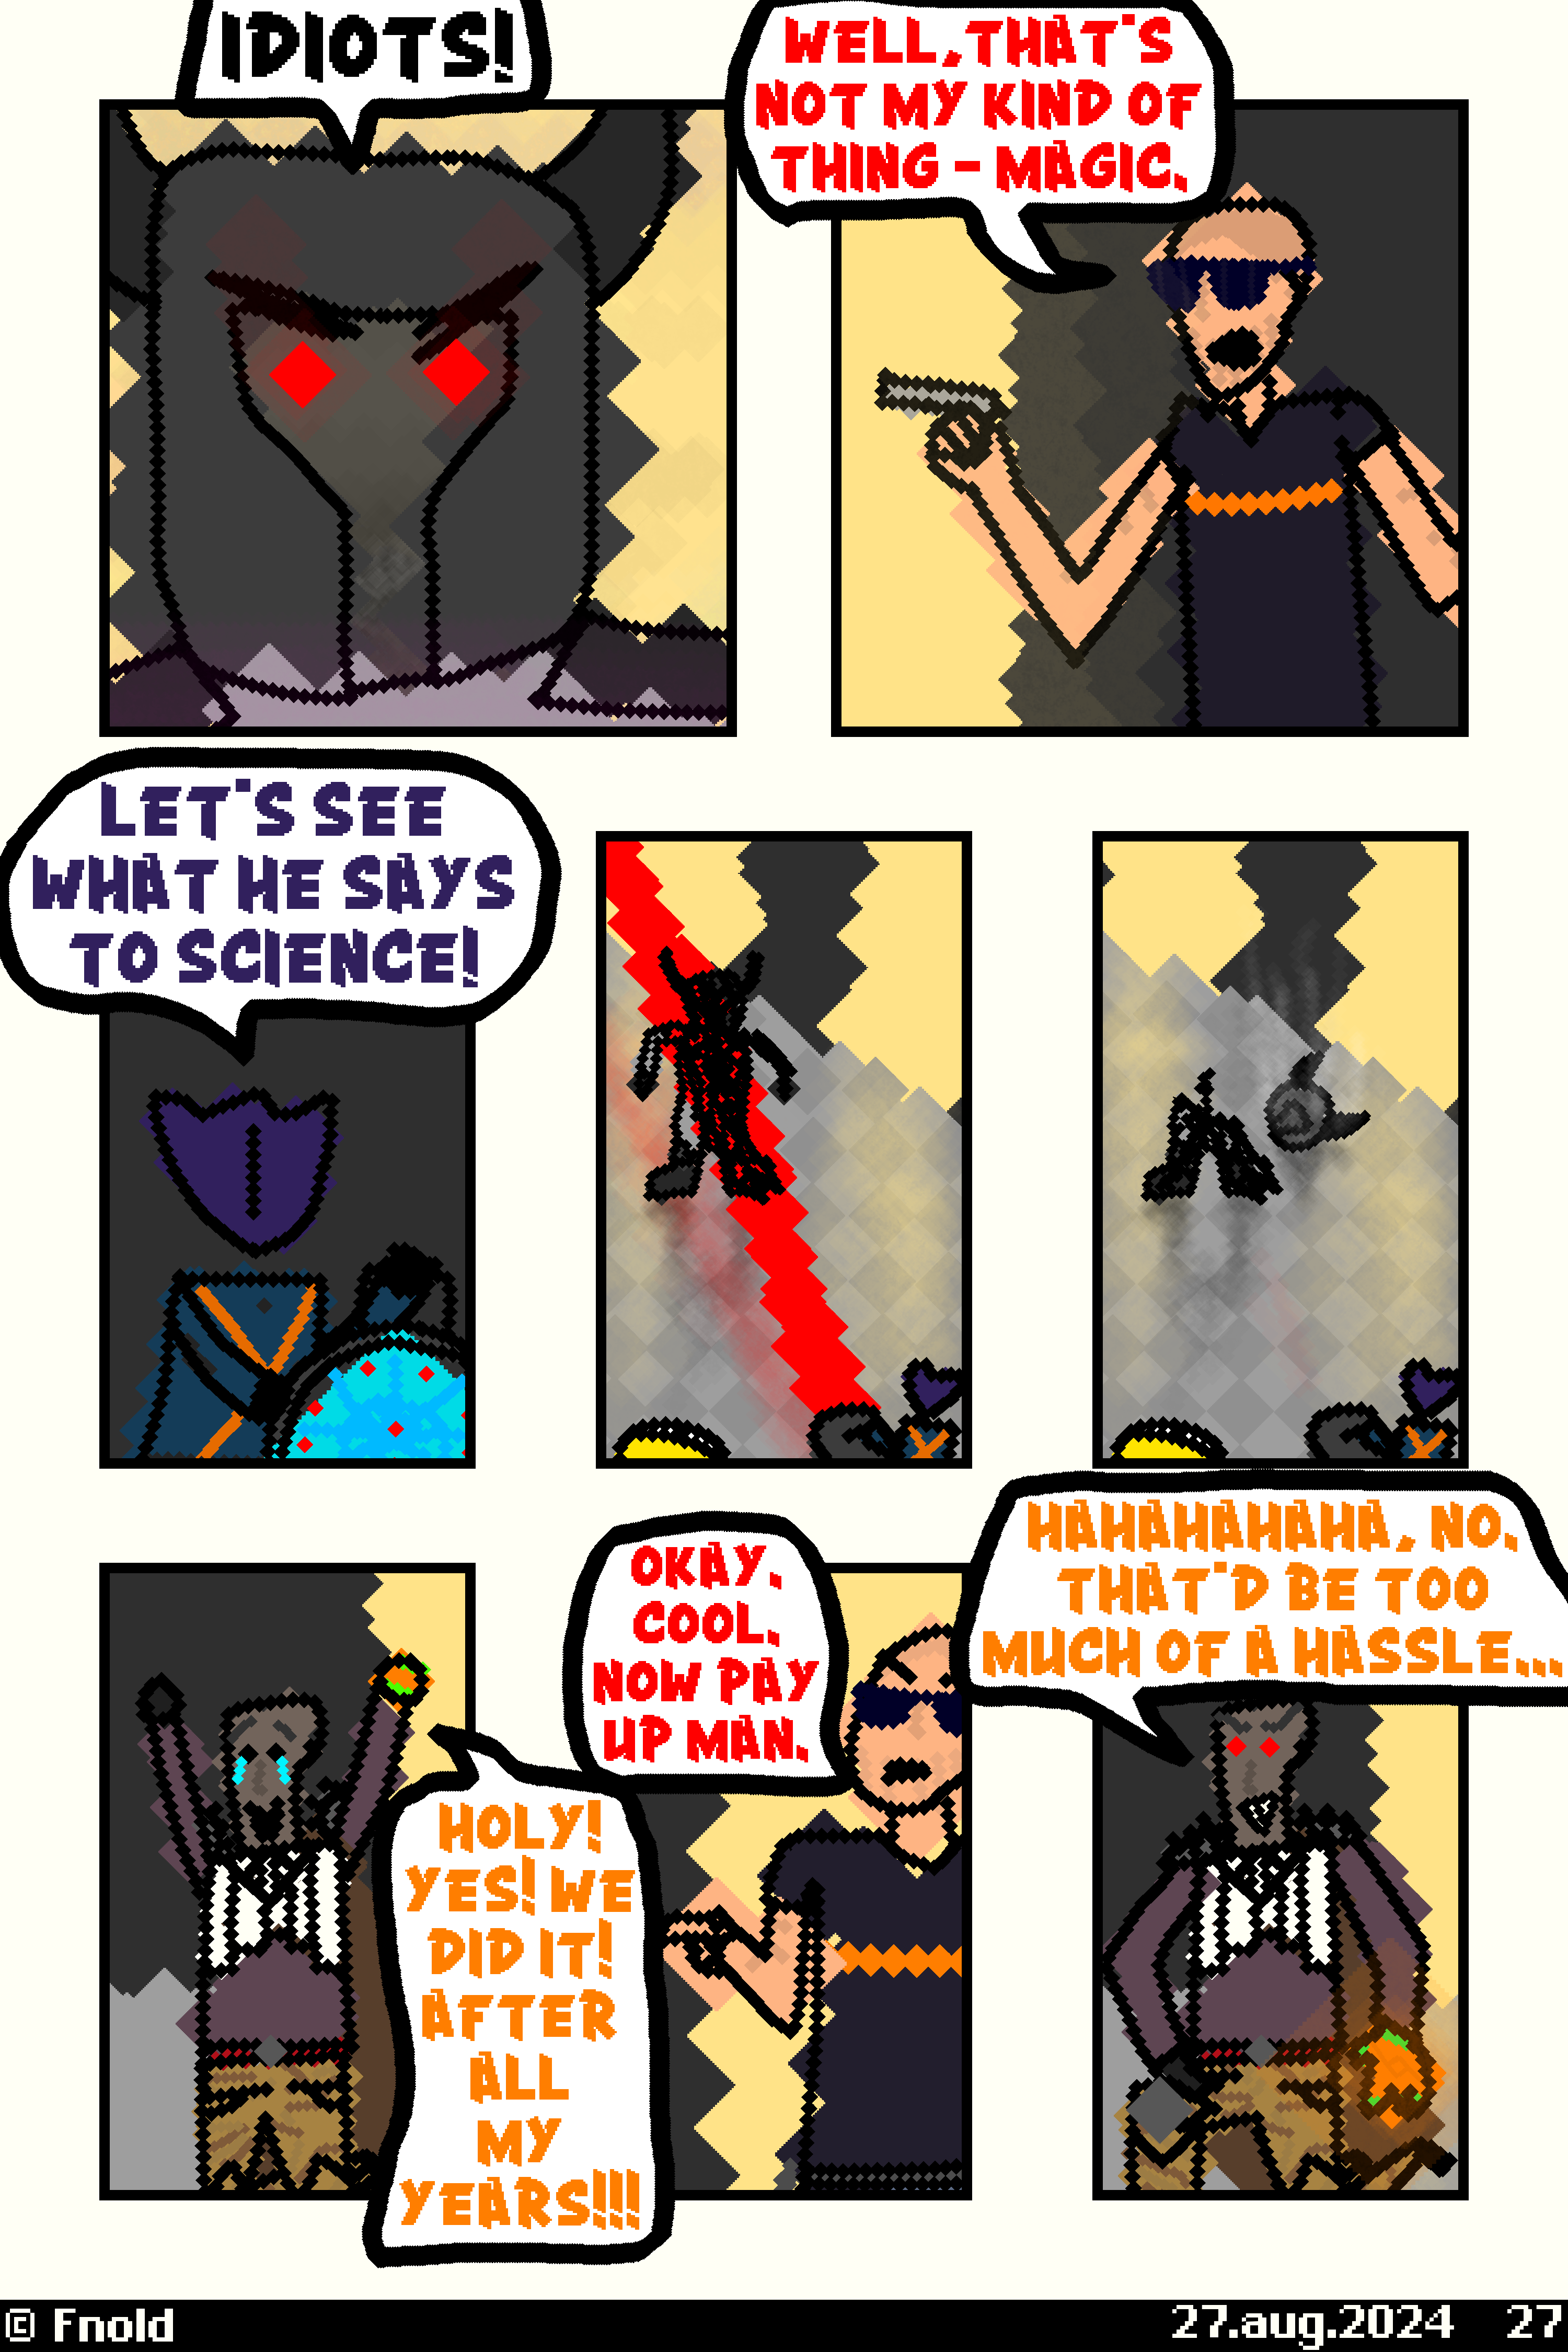 IDIOTS!
WELL, THAT'S
NOT MY KIND OF
THING - MAGIC.
LET'S SEE
WHAT HE SAYS
TO SCIENCE!
HOLY!
YES! WE
DID IT!
AFTER
ALL
MY
YEARS!!!
OKAY.
COOL.
NOW PAY
UP MAN.
HAHAHAHAHA, NO.
THAT'D BE TOO
MUCH OF A HASSLE...
© Fnold
27.aug.2024 27